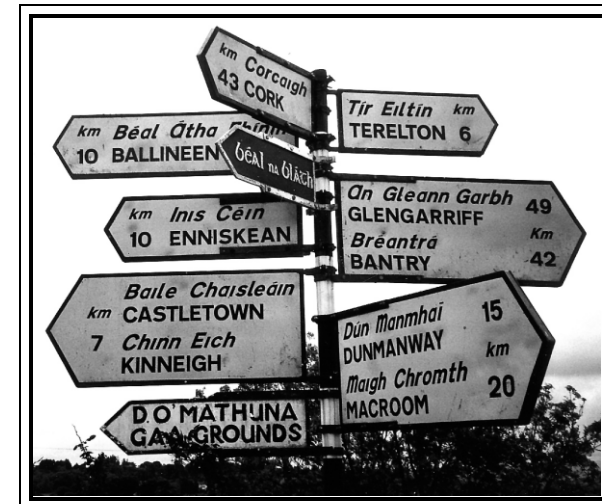 km Corcaigh
43 CORK
Tír Eiltín km
TERELTON 6
km Béal Átha Fhinín
10 BALLINEEN
béal na bláth
An Gleann Garbh 49
GLENGARRIFF
Bréantrá Km
BANTRY 42
km Inis Céin
10 ENNISKEAN
Baile Chaisleáin
km CASTLETOWN
7 Chinn Eich
KINNEIGH
Dún Manmhaí 15
DUNMANWAY
km
Maigh Chromth 20
MACROOM
D.O'MATHUNA
GAA GROUNDS